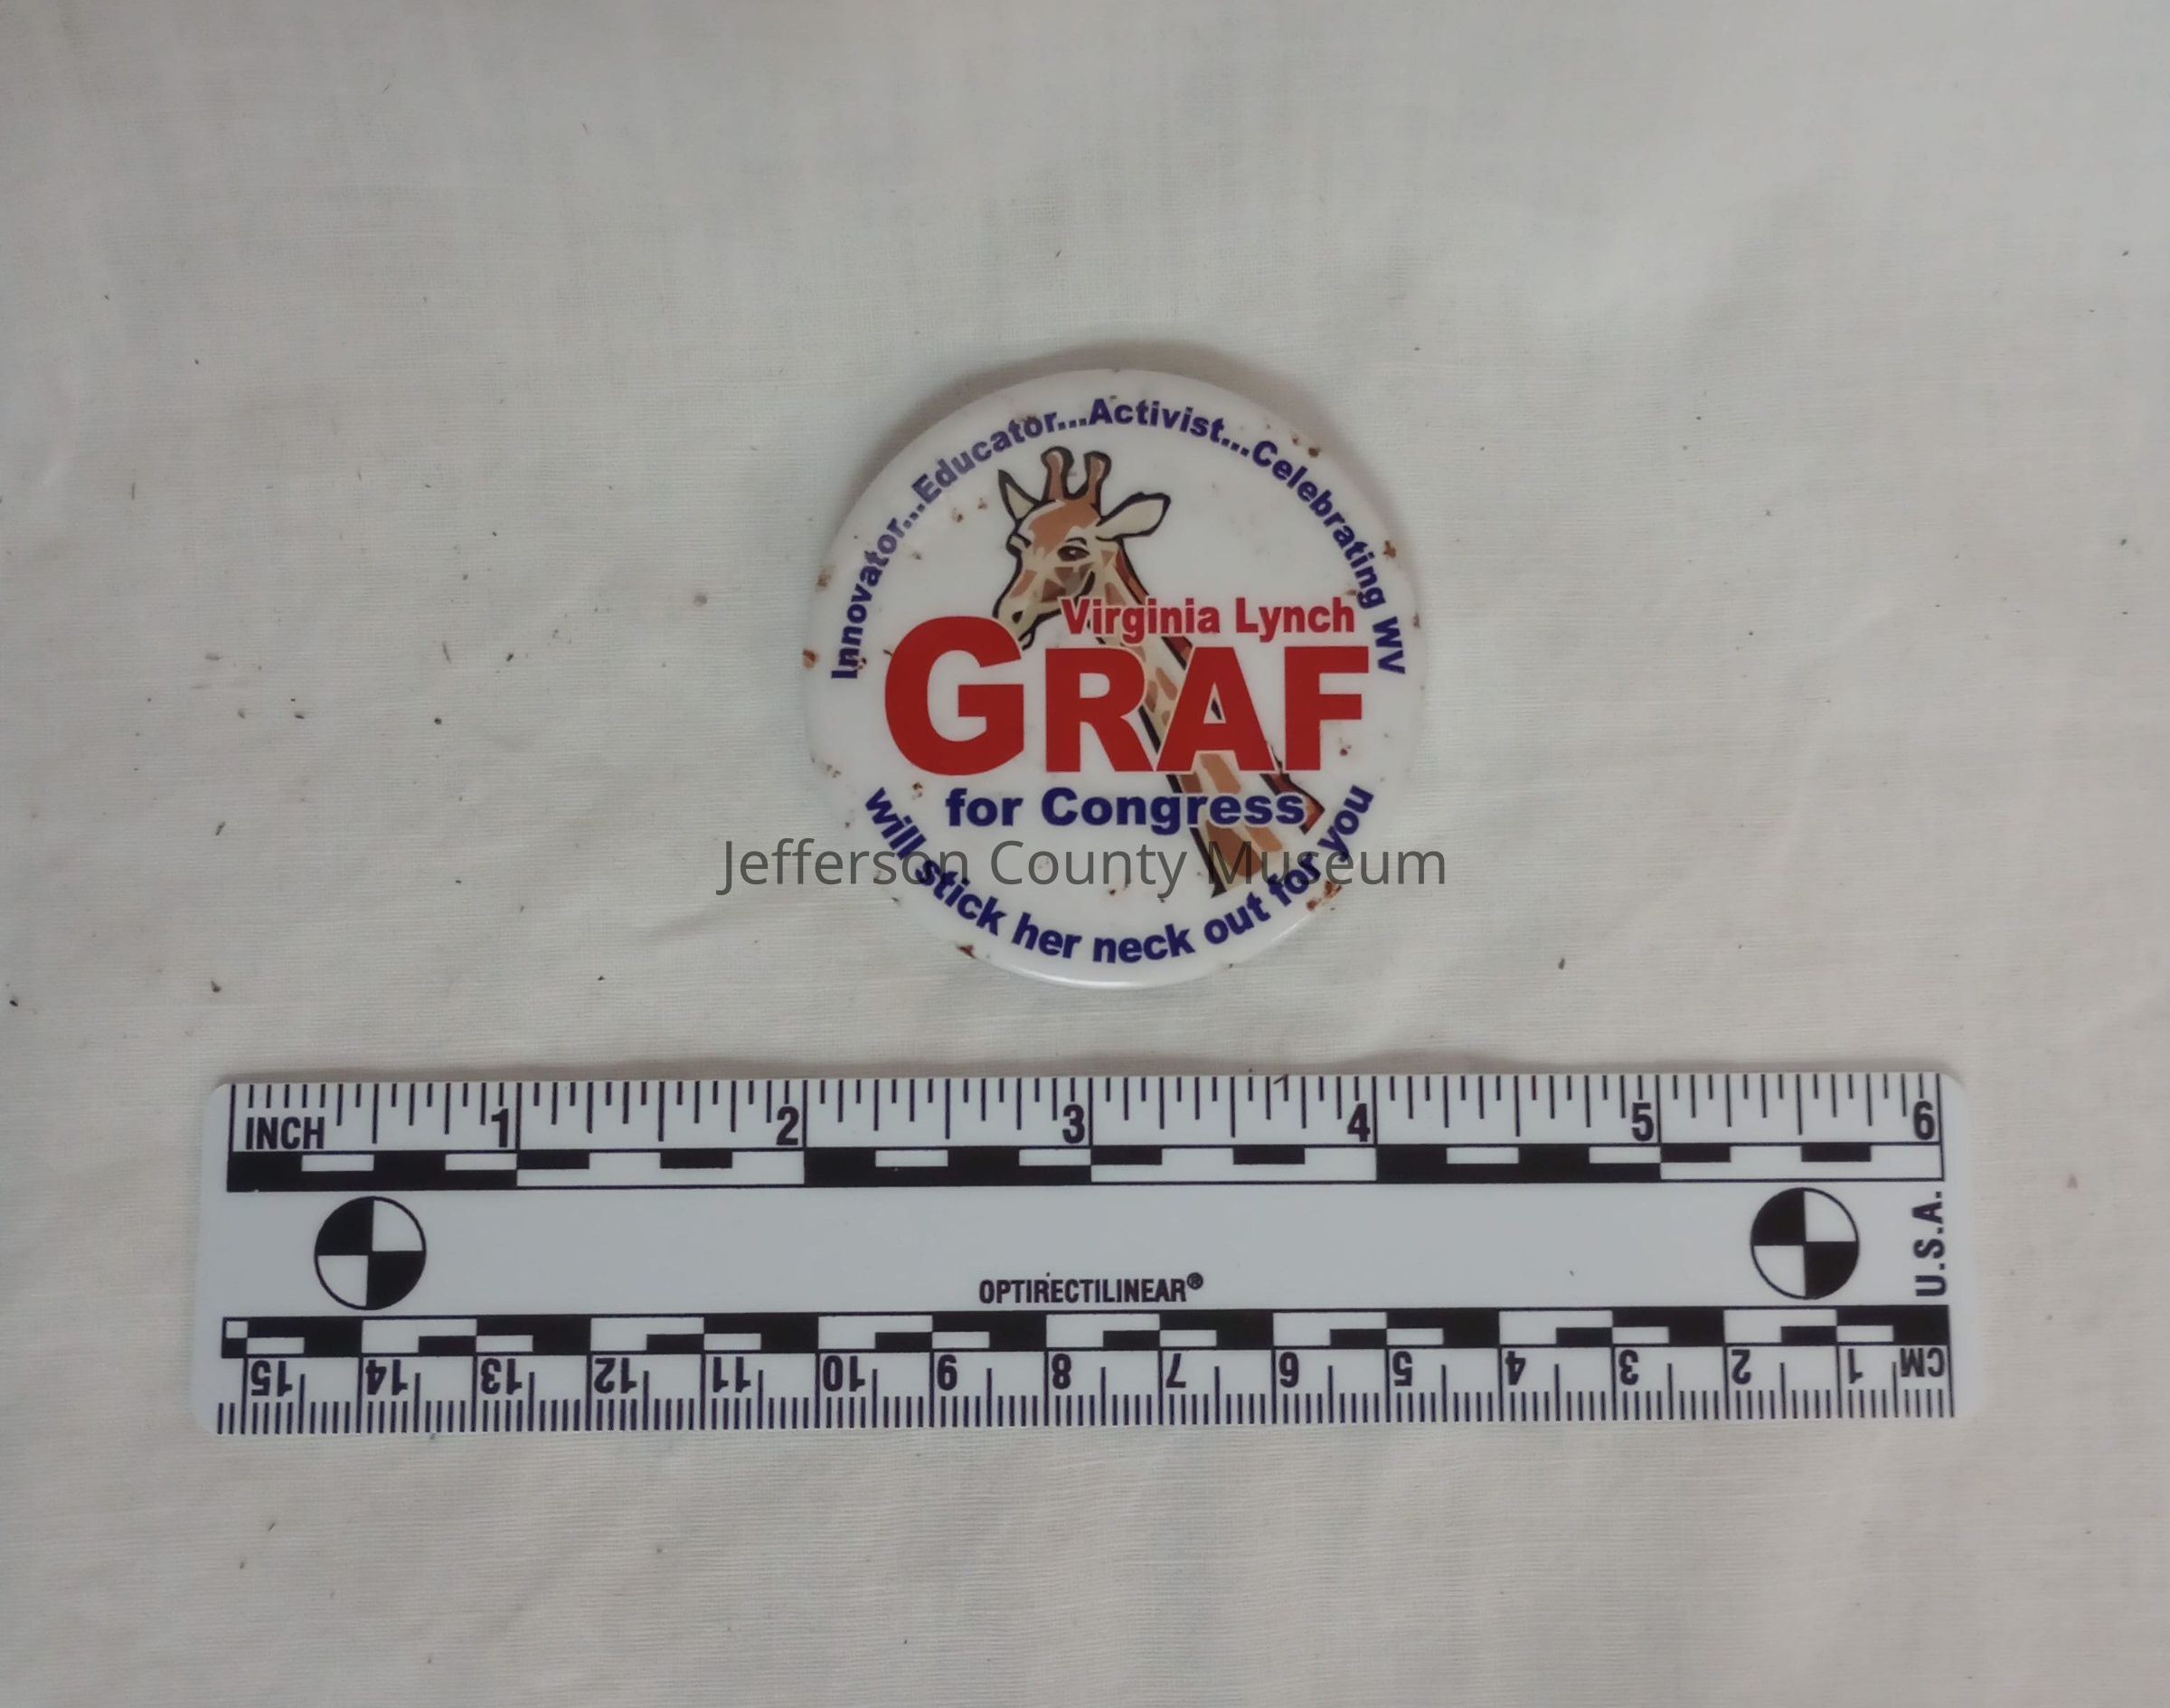 Innovator...Educator...Activist...Celebrating WV
Virginia Lynch
GRAF
for Congress
will stick her neck out for you
Jefferson County Museum
INCH 1 2 3 4 5 6
U.S.A.
OPTIRECTILINEAR®
15 14 13 12 11 10 9 8 7 6 5 4 3 2 1 CM